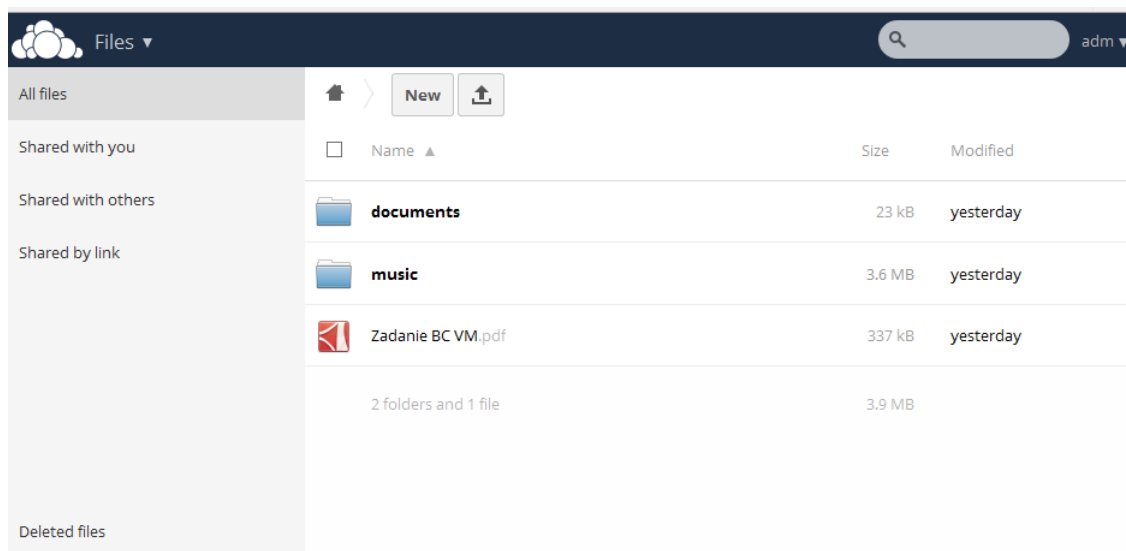 Files ▾ adm ▾
All files
New
Shared with you
Name ▲ Size Modified
Shared with others
documents 23 kB yesterday
Shared by link
music 3.6 MB yesterday
Zadanie BC VM.pdf 337 kB yesterday
2 folders and 1 file 3.9 MB
Deleted files